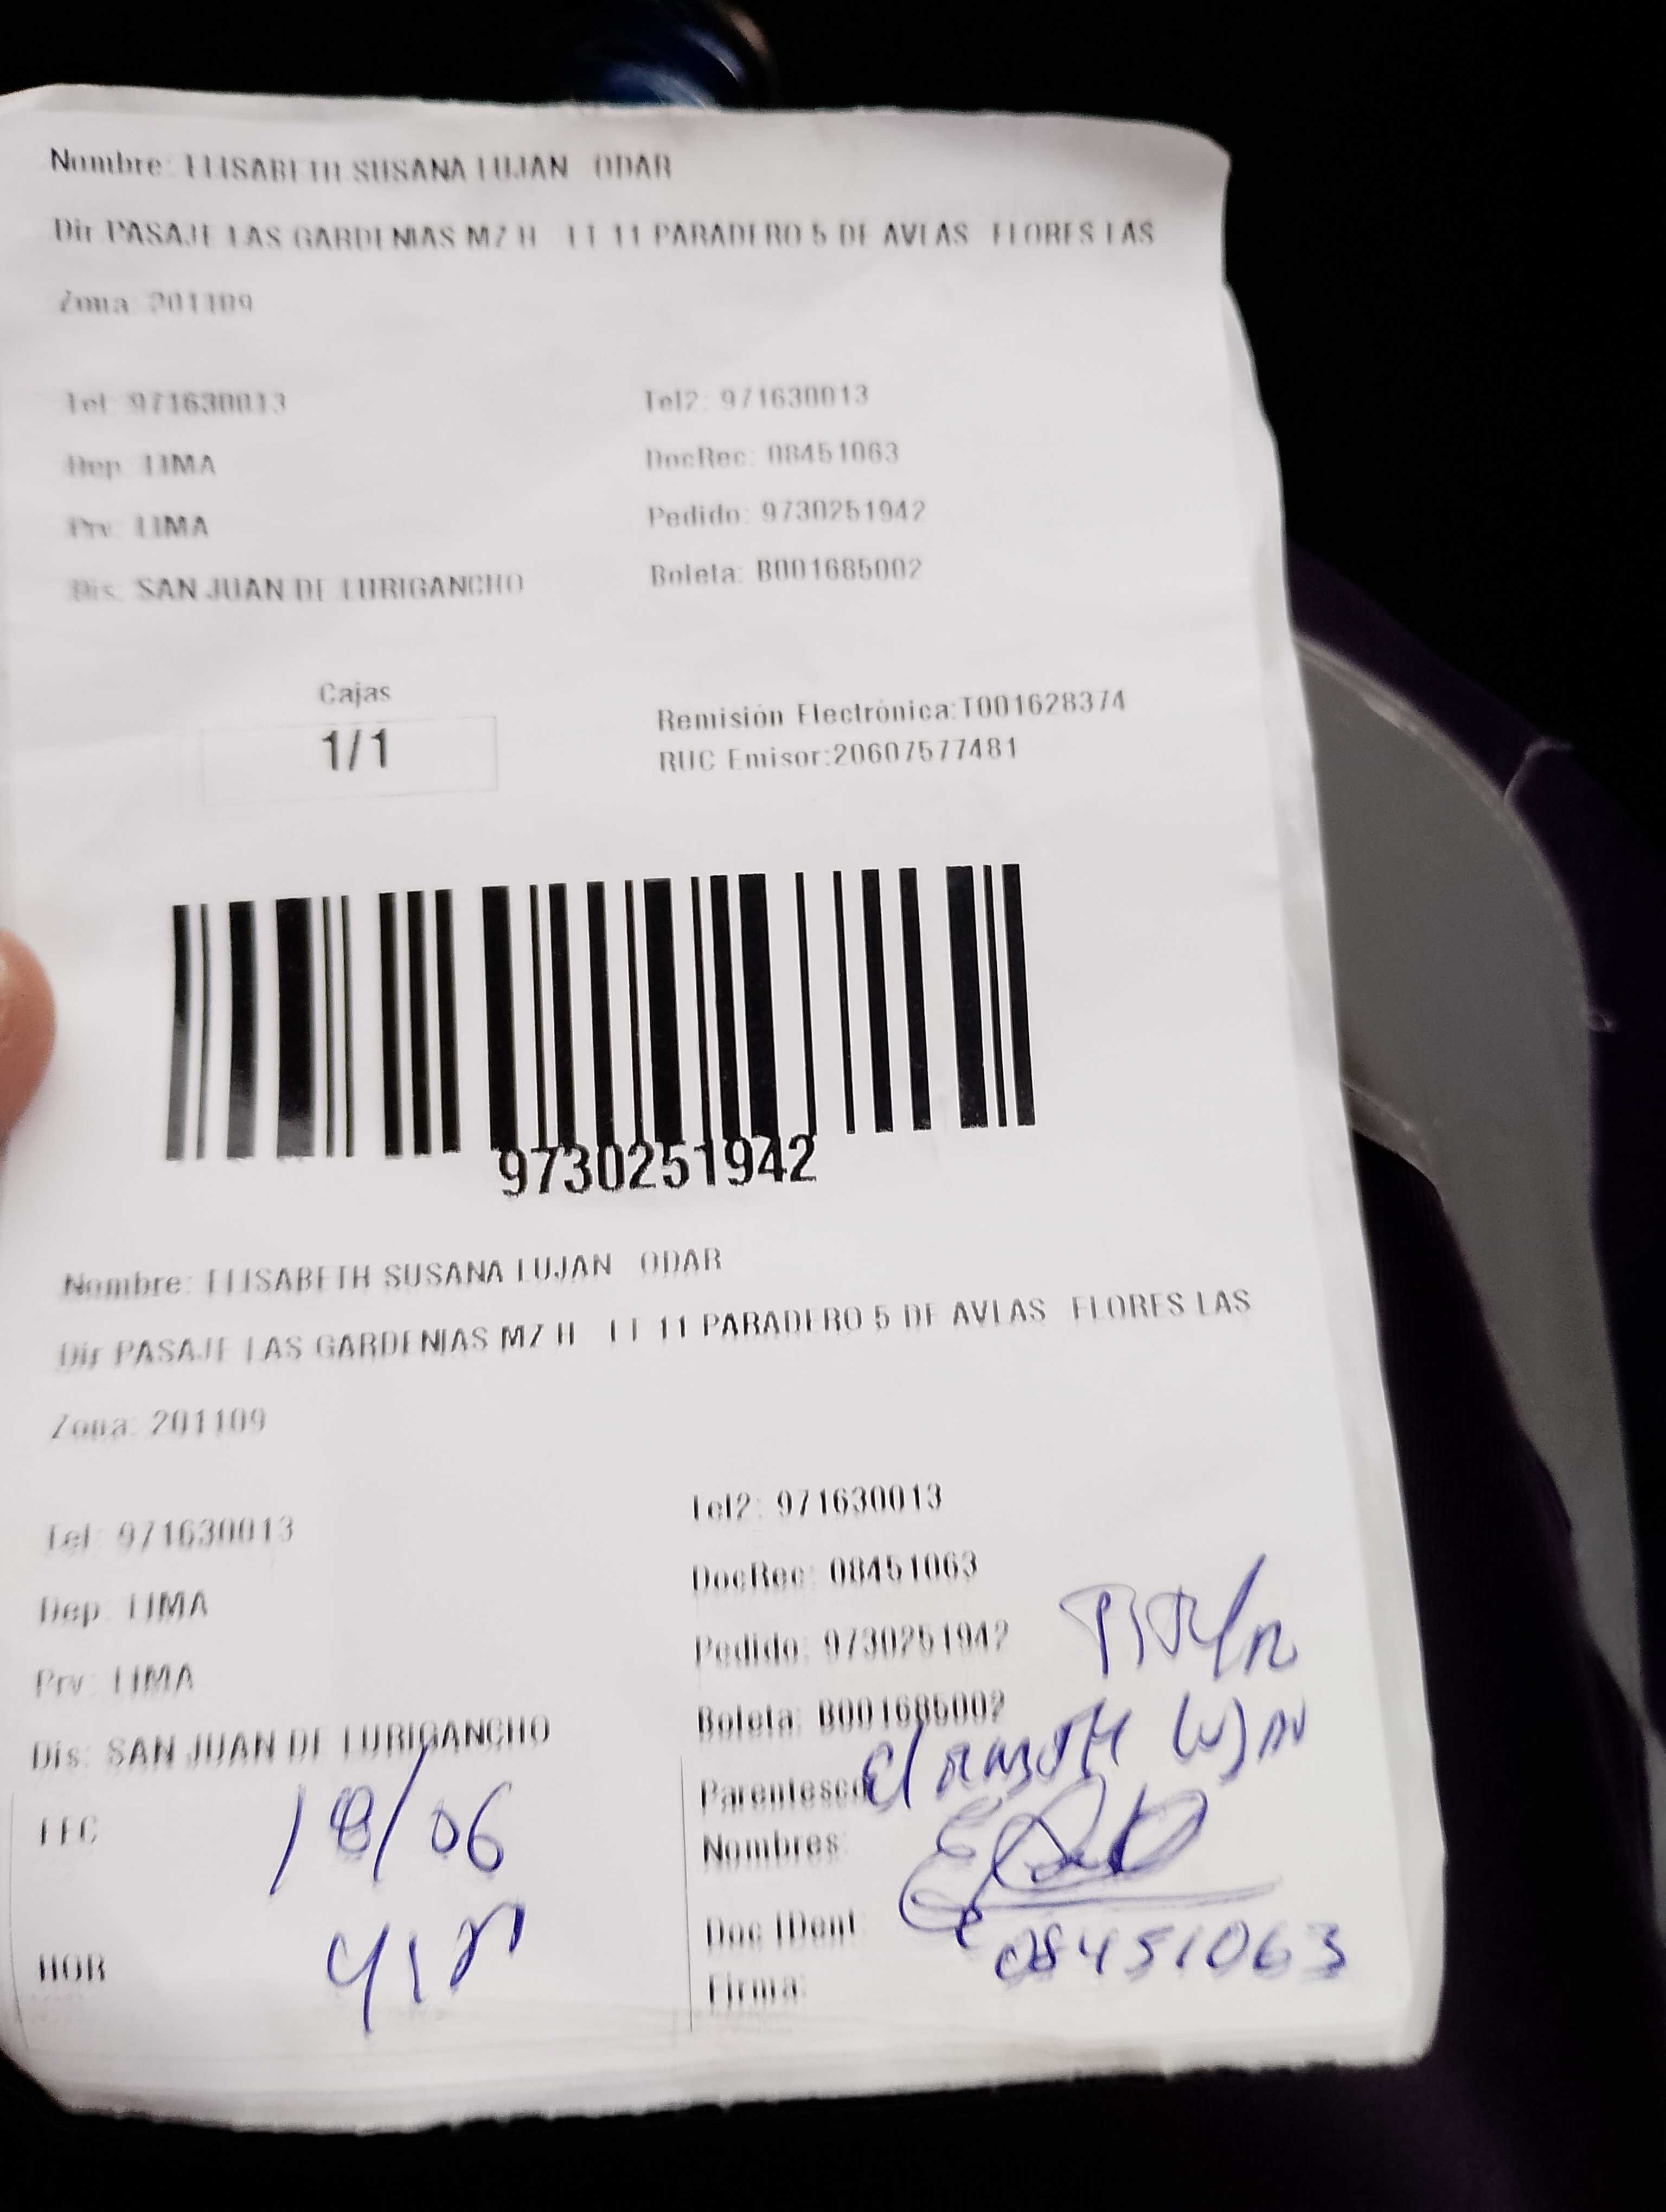 Nombre: ELISABETH SUSANA LUJAN ODAR
Dir PASAJE LAS GARDENIAS MZ H LT 11 PARADERO 5 DE AV LAS FLORES LAS
Zona: 201109
Tel: 971630013 Tel2: 971630013
Dep: LIMA DocRec: 08451063
Prv: LIMA Pedido: 9730251942
Dis: SAN JUAN DE LURIGANCHO Boleta: B001685002
Cajas
1/1
Remisión Electrónica:T001628374
RUC Emisor:20607577481
9730251942
Nombre: ELISABETH SUSANA LUJAN ODAR
Dir PASAJE LAS GARDENIAS MZ H LT 11 PARADERO 5 DE AV LAS FLORES LAS
Zona: 201109
Tel: 971630013 Tel2: 971630013
Dep: LIMA DocRec: 08451063
Prv: LIMA Pedido: 9730251942
Dis: SAN JUAN DE LURIGANCHO Boleta: B001685002
Parentesco
FEC 18/06
Nombres:
Doc IDent:
HOR
08451063
Firma: